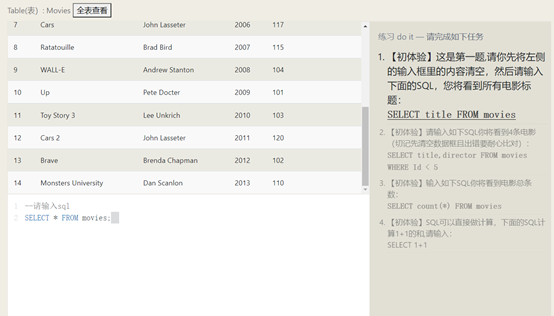 Table(表) : Movies 全表查看
7 Cars John Lasseter 2006 117
8 Ratatouille Brad Bird 2007 115
9 WALL-E Andrew Stanton 2008 104
10 Up Pete Docter 2009 101
11 Toy Story 3 Lee Unkrich 2010 103
12 Cars 2 John Lasseter 2011 120
13 Brave Brenda Chapman 2012 102
14 Monsters University Dan Scanlon 2013 110
1 --请输入sql
2 SELECT * FROM movies;
练习 do it — 请完成如下任务
1. 【初体验】这是第一题,请你先将左侧
的输入框里的内容清空，然后请输入
下面的SQL，您将看到所有电影标
题：
SELECT title FROM movies
2. 【初体验】请输入如下SQL你将看到4条电影
（切记先清空数据框且出错要耐心比对）：
SELECT title,director FROM movies
WHERE Id < 5
3. 【初体验】输入如下SQL你将看到电影总条
数：
SELECT count(*) FROM movies
4. 【初体验】SQL可以直接做计算，下面的SQL计
算1+1的和,请输入：
SELECT 1+1